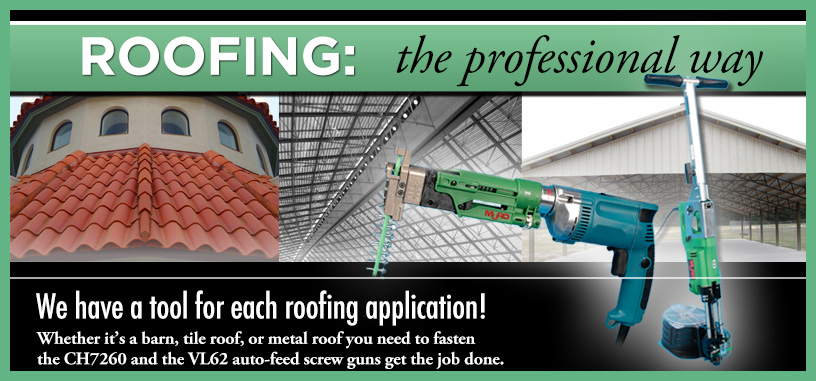 ROOFING: the professional way
MURO
We have a tool for each roofing application!
Whether it's a barn, tile roof, or metal roof you need to fasten
the CH7260 and the VL62 auto-feed screw guns get the job done.